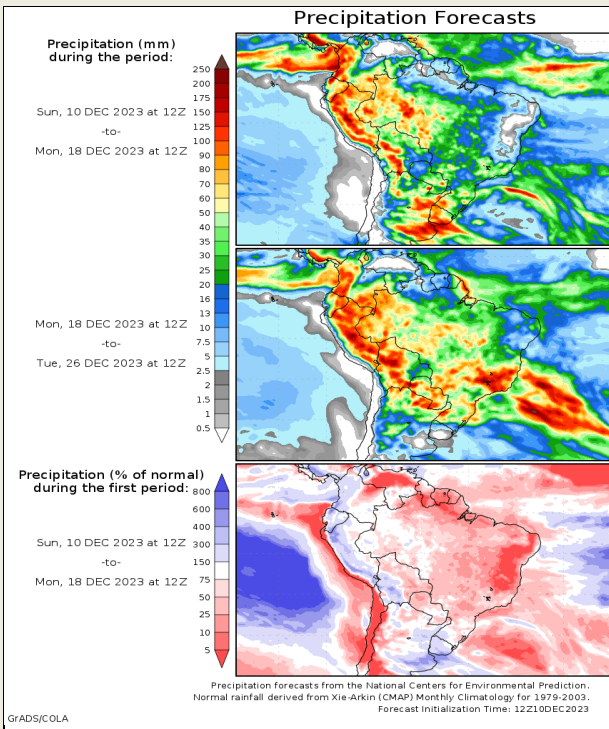 Precipitation Forecasts
Precipitation (mm)
during the period:
Sun, 10 DEC 2023 at 12Z
-to-
Mon, 18 DEC 2023 at 12Z
Mon, 18 DEC 2023 at 12Z
-to-
Tue, 26 DEC 2023 at 12Z
250
200
175
150
125
100
90
80
70
60
50
40
35
30
25
20
16
13
10
7.5
5
2.5
2
1.5
1
0.5
Precipitation (% of normal)
during the first period:
Sun, 10 DEC 2023 at 12Z
-to-
Mon, 18 DEC 2023 at 12Z
800
600
400
300
150
75
50
25
10
5
Precipitation forecasts from the National Centers for Environmental Prediction.
Normal rainfall derived from Xie-Arkin (CMAP) Monthly Climatology for 1979-2003.
Forecast Initialization Time: 12Z10DEC2023
GrADS/COLA